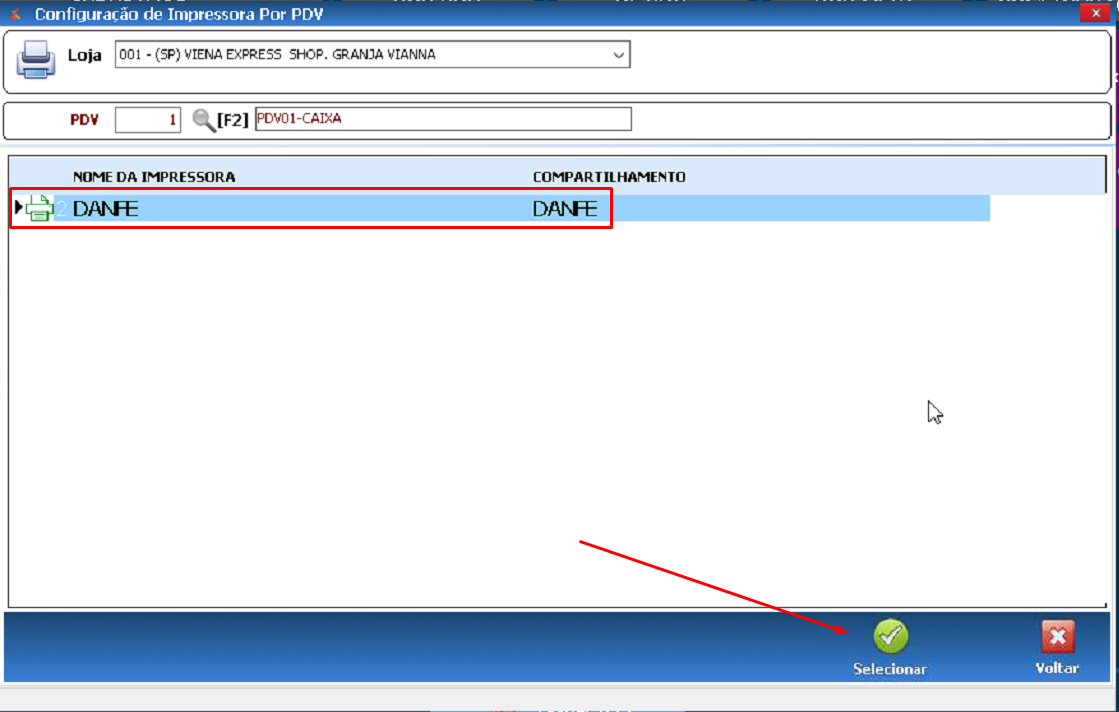 Configuração de Impressora Por PDV
Loja 001 - (SP) VIENA EXPRESS SHOP. GRANJA VIANNA
PDV 1 [F2] PDV01-CAIXA
NOME DA IMPRESSORA COMPARTILHAMENTO
2 DANFE DANFE
Selecionar Voltar